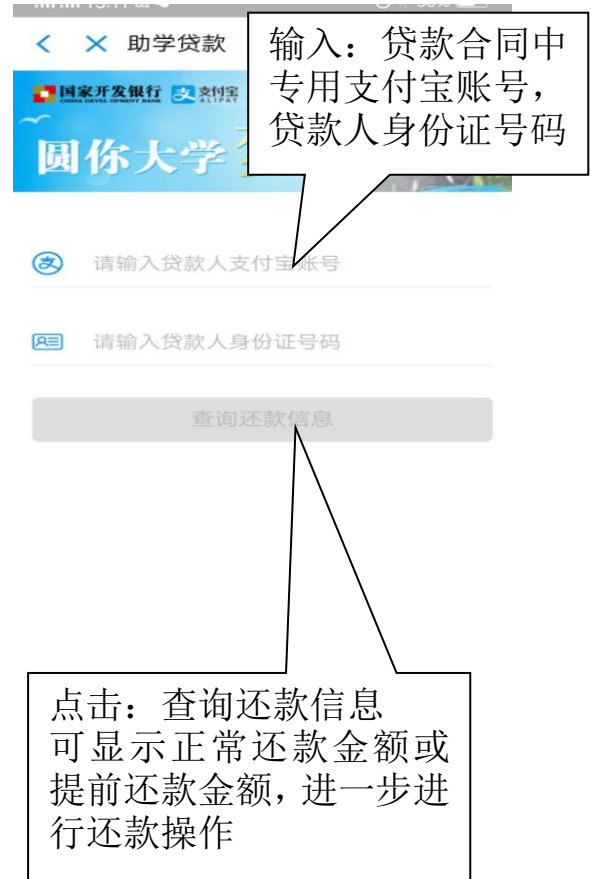 助学贷款
输入：贷款合同中
专用支付宝账号，
贷款人身份证号码
国家开发银行 支付宝
CHINA DEVELOPMENT BANK ALIPAY
圆你大学
请输入贷款人支付宝账号
请输入贷款人身份证号码
查询还款信息
点击：查询还款信息
可显示正常还款金额或
提前还款金额，进一步进
行还款操作